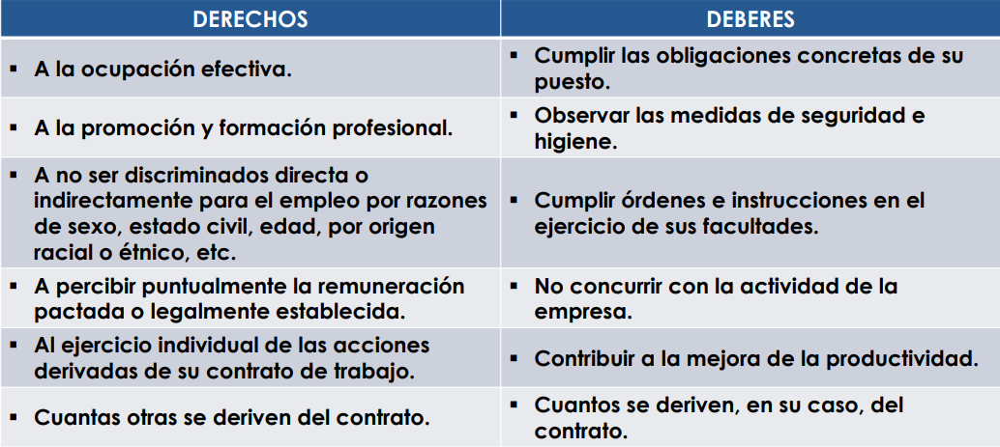 DERECHOS
DEBERES
▪ A la ocupación efectiva.
▪ Cumplir las obligaciones concretas de su
puesto.
▪ A la promoción y formación profesional.
▪ Observar las medidas de seguridad e
higiene.
▪ A no ser discriminados directa o
indirectamente para el empleo por razones
de sexo, estado civil, edad, por origen
racial o étnico, etc.
▪ Cumplir órdenes e instrucciones en el
ejercicio de sus facultades.
▪ A percibir puntualmente la remuneración
pactada o legalmente establecida.
▪ No concurrir con la actividad de la
empresa.
▪ Al ejercicio individual de las acciones
derivadas de su contrato de trabajo.
▪ Contribuir a la mejora de la productividad.
▪ Cuantas otras se deriven del contrato.
▪ Cuantos se deriven, en su caso, del
contrato.